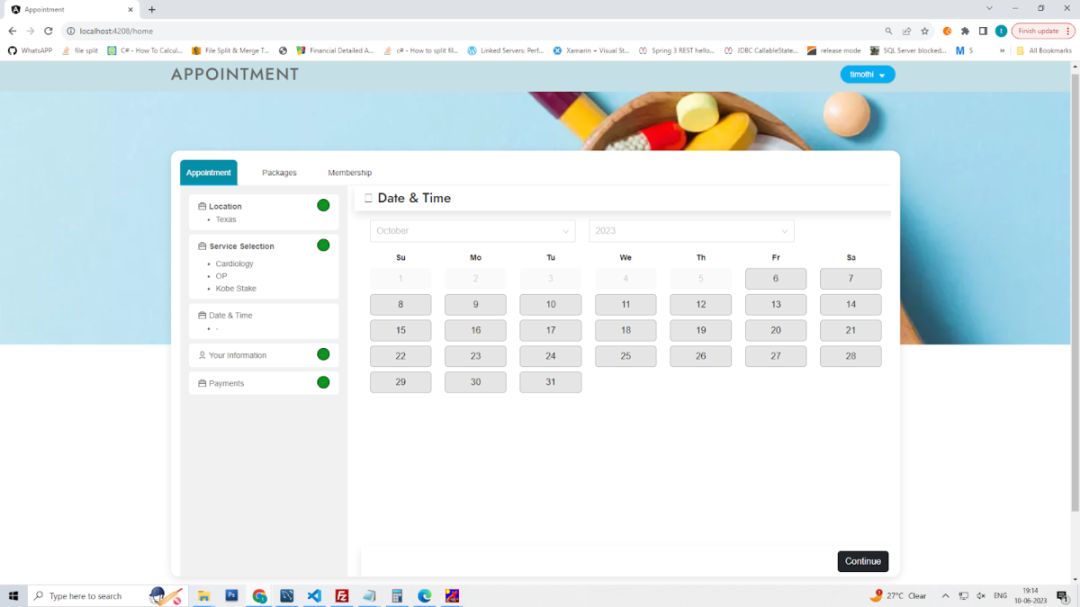 Appointment
localhost:4208/home
Finish update
WhatsAPP
file split
C# - How To Calcul...
File Split & Merge T...
Financial Detailed A...
c# - How to split fil...
Linked Servers: Perf...
Xamarin + Visual St...
Spring 3 REST hello...
JDBC CallableState...
release mode
SQL Server blocked...
S
»
All Bookmarks
APPOINTMENT
timothi
Appointment
Packages
Membership
Location
• Texas
Service Selection
• Cardiology
• OP
• Kobe Stake
Date & Time
• -
Your Information
Payments
Date & Time
October
2023
Su Mo Tu We Th Fr Sa
1 2 3 4 5 6 7
8 9 10 11 12 13 14
15 16 17 18 19 20 21
22 23 24 25 26 27 28
29 30 31
Continue
Type here to search
27°C Clear
ENG
19:14
10-06-2023